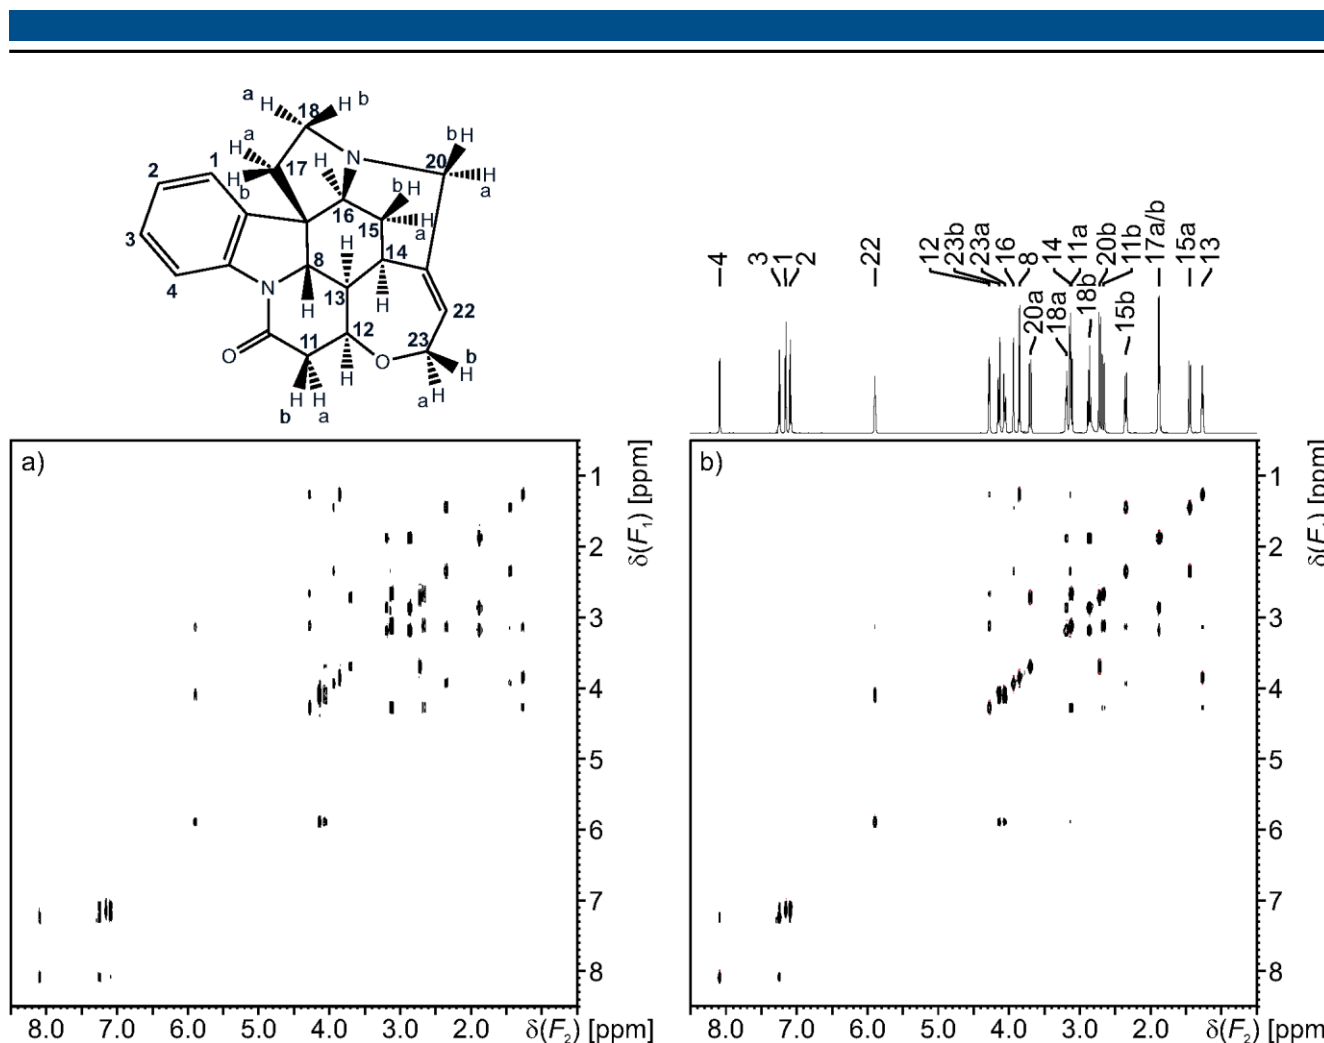 a H 18 H b
a H
b H 20
H a
1 17 H N
2 H b
16 b H
15 H a
3 H 14
8
4 N H 13 H 22
12
O 11 O 23
H H H H b
b a a H
12 23b 23a 16 8 14 11a 20b 11b 17a/b 15a 13
4 3 1 2 22
20a 18a 18b 15b
a)
1
2
3
4
5
6
7
8
δ(F₁) [ppm]
8.0 7.0 6.0 5.0 4.0 3.0 2.0 δ(F₂) [ppm]
b)
1
2
3
4
5
6
7
8
δ(F₁) [ppm]
8.0 7.0 6.0 5.0 4.0 3.0 2.0 δ(F₂) [ppm]